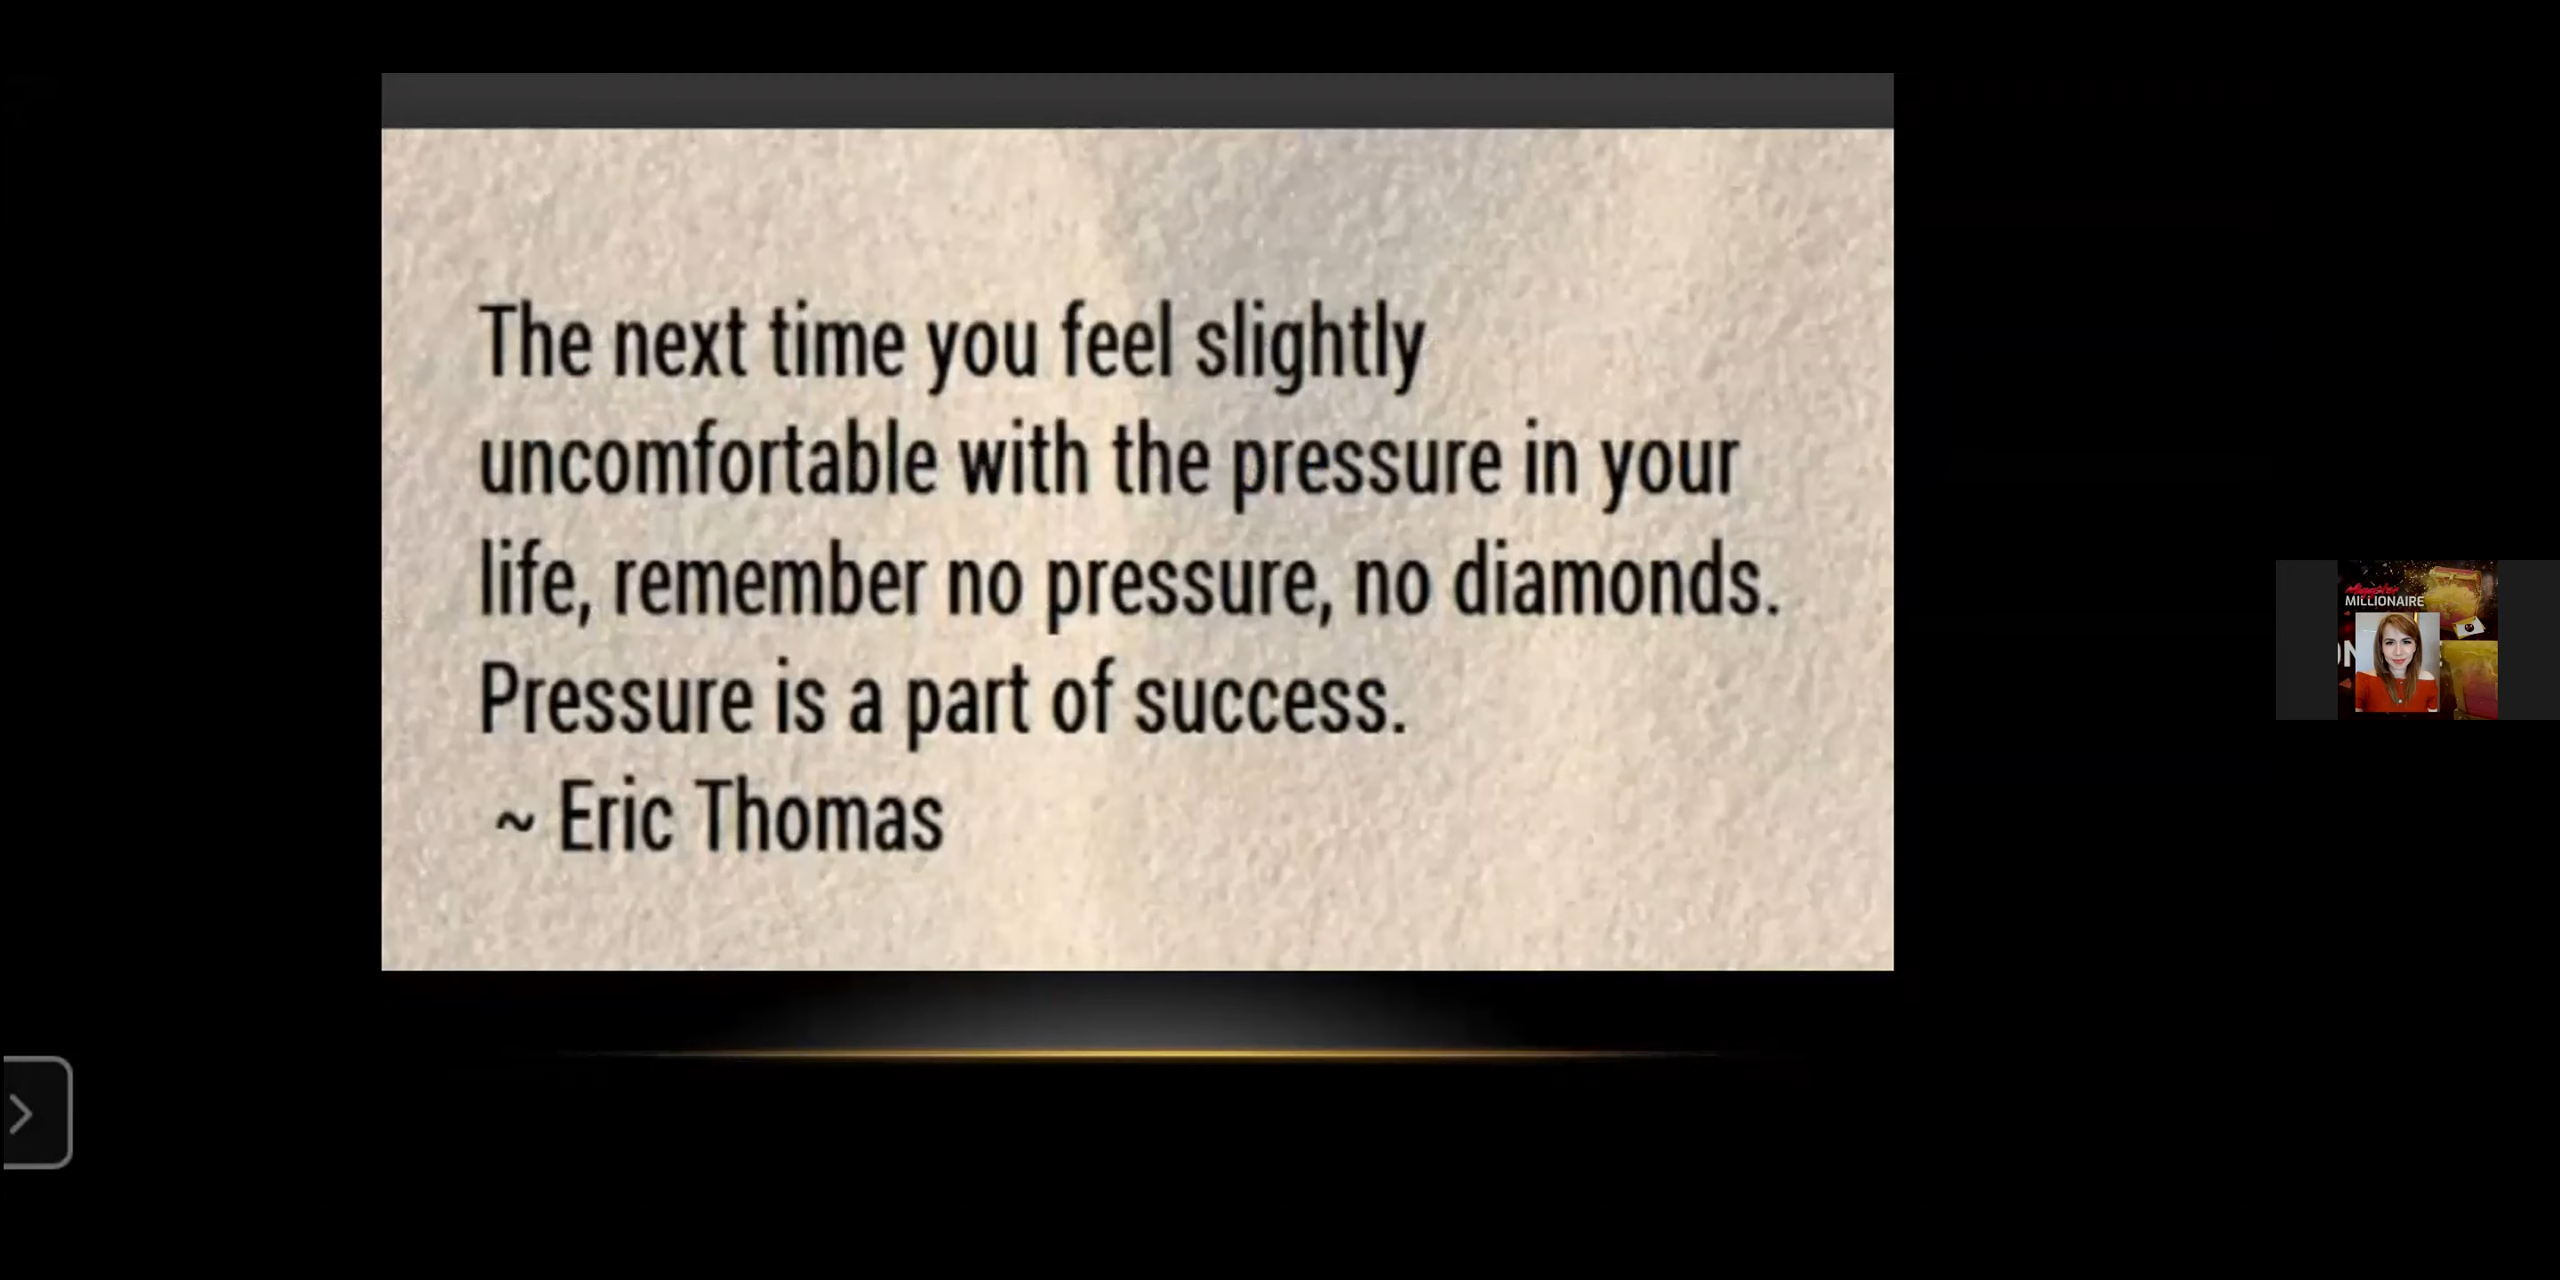 The next time you feel slightly
uncomfortable with the pressure in your
life, remember no pressure, no diamonds.
Pressure is a part of success.
~ Eric Thomas
MILLIONAIRE